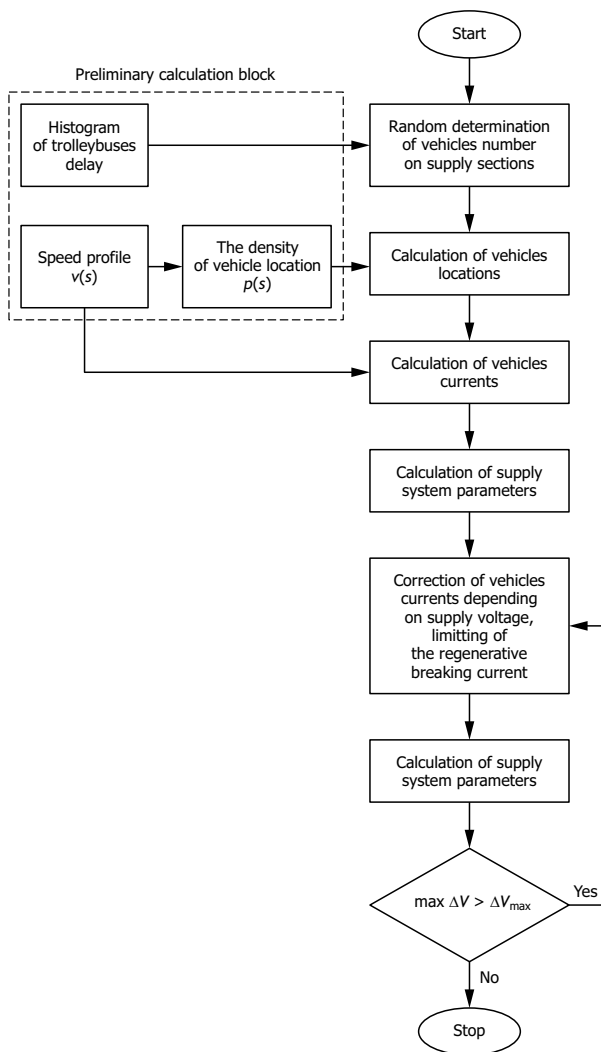 Start
Preliminary calculation block
Histogram
of trolleybuses
delay
Random determination
of vehicles number
on supply sections
Speed profile
v(s)
The density
of vehicle location
p(s)
Calculation of vehicles
locations
Calculation of vehicles
currents
Calculation of supply
system parameters
Correction of vehicles
currents depending
on supply voltage,
limitting of
the regenerative
breaking current
Calculation of supply
system parameters
max ΔV > ΔVmax
Yes
No
Stop